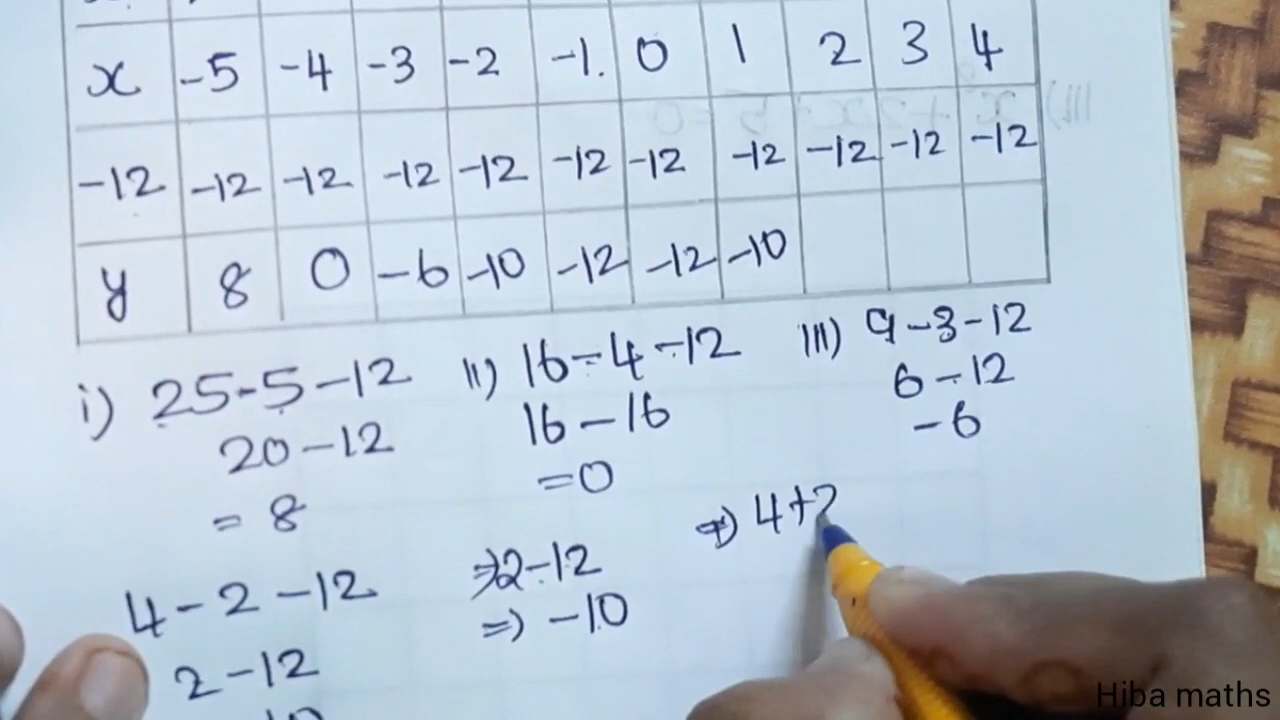 x -5 -4 -3 -2 -1. 0 1 2 3 4
-12 -12 -12 -12 -12 -12 -12 -12 -12 -12 -12
y 8 0 -6 -10 -12 -12 -10
i) 25-5-12
20-12
= 8
II) 16-4-12
16-16
=0
III) 9-3-12
6-12
-6
4-2-12
2-12
⇒2-12
⇒ -10
⇒ 4+2
Hiba maths